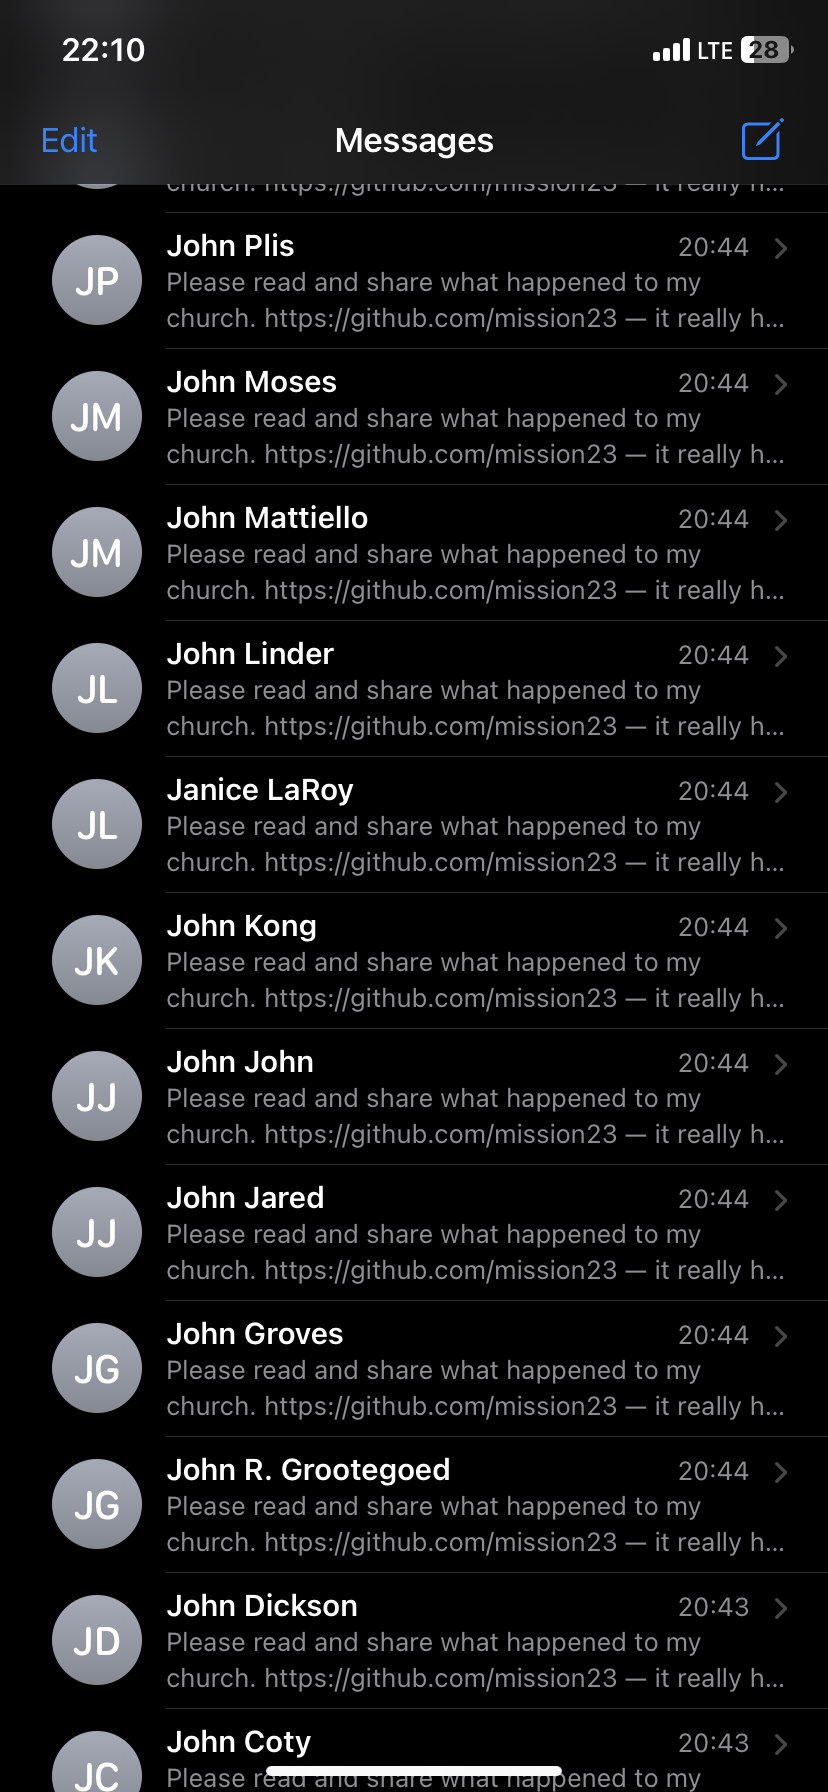 22:10
LTE 28
Edit
Messages
church. https://github.com/mission23 — it really h...
JP
John Plis
20:44
Please read and share what happened to my
church. https://github.com/mission23 — it really h...
JM
John Moses
20:44
Please read and share what happened to my
church. https://github.com/mission23 — it really h...
JM
John Mattiello
20:44
Please read and share what happened to my
church. https://github.com/mission23 — it really h...
JL
John Linder
20:44
Please read and share what happened to my
church. https://github.com/mission23 — it really h...
JL
Janice LaRoy
20:44
Please read and share what happened to my
church. https://github.com/mission23 — it really h...
JK
John Kong
20:44
Please read and share what happened to my
church. https://github.com/mission23 — it really h...
JJ
John John
20:44
Please read and share what happened to my
church. https://github.com/mission23 — it really h...
JJ
John Jared
20:44
Please read and share what happened to my
church. https://github.com/mission23 — it really h...
JG
John Groves
20:44
Please read and share what happened to my
church. https://github.com/mission23 — it really h...
JG
John R. Grootegoed
20:44
Please read and share what happened to my
church. https://github.com/mission23 — it really h...
JD
John Dickson
20:43
Please read and share what happened to my
church. https://github.com/mission23 — it really h...
JC
John Coty
20:43
Please read and share what happened to my